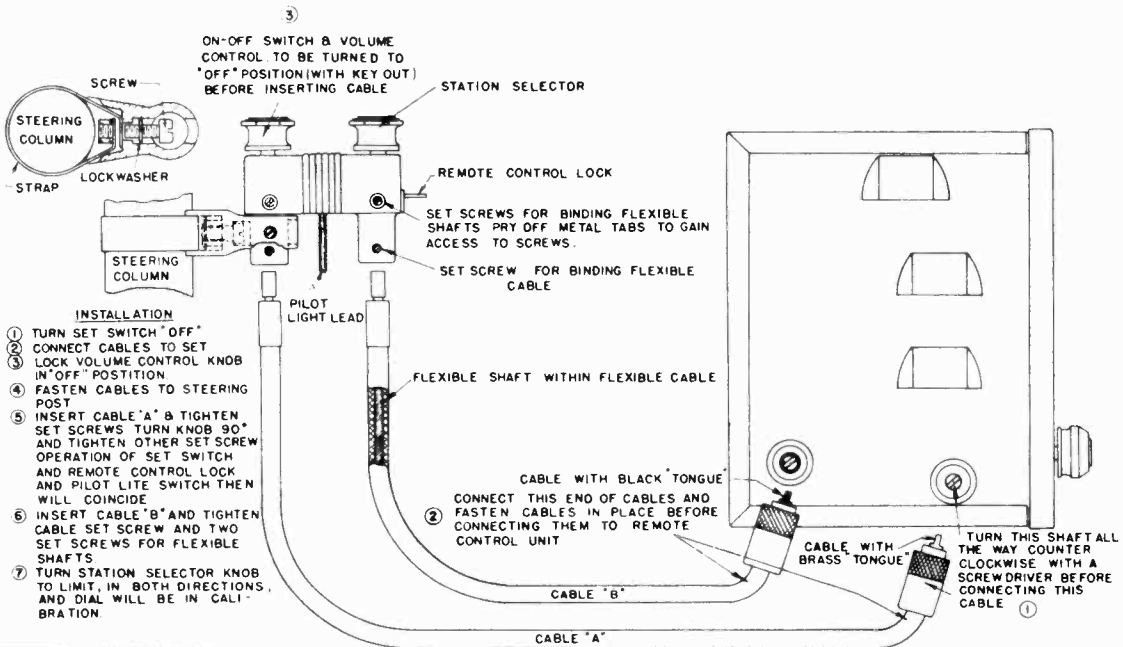 ③
ON-OFF SWITCH & VOLUME
CONTROL. TO BE TURNED TO
"OFF" POSITION (WITH KEY OUT)
BEFORE INSERTING CABLE
SCREW
STEERING
COLUMN
LOCKWASHER
STRAP
STATION SELECTOR
REMOTE CONTROL LOCK
SET SCREWS FOR BINDING FLEXIBLE
SHAFTS PRY OFF METAL TABS TO GAIN
ACCESS TO SCREWS.
SET SCREW FOR BINDING FLEXIBLE
CABLE
STEERING
COLUMN
PILOT
LIGHT LEAD
INSTALLATION
① TURN SET SWITCH "OFF"
② CONNECT CABLES TO SET
③ LOCK VOLUME CONTROL KNOB
IN "OFF" POSTITION
④ FASTEN CABLES TO STEERING
POST
⑤ INSERT CABLE "A" & TIGHTEN
SET SCREWS TURN KNOB 90°
AND TIGHTEN OTHER SET SCREW
OPERATION OF SET SWITCH
AND REMOTE CONTROL LOCK
AND PILOT LITE SWITCH THEN
WILL COINCIDE
⑥ INSERT CABLE "B" AND TIGHTEN
CABLE SET SCREW AND TWO
SET SCREWS FOR FLEXIBLE
SHAFTS
⑦ TURN STATION SELECTOR KNOB
TO LIMIT, IN BOTH DIRECTIONS,
AND DIAL WILL BE IN CALI-
BRATION.
FLEXIBLE SHAFT WITHIN FLEXIBLE CABLE
CABLE WITH BLACK "TONGUE"
② CONNECT THIS END OF CABLES AND
FASTEN CABLES IN PLACE BEFORE
CONNECTING THEM TO REMOTE
CONTROL UNIT
CABLE WITH
BRASS "TONGUE"
TURN THIS SHAFT ALL
THE WAY COUNTER
CLOCKWISE WITH A
SCREWDRIVER BEFORE
CONNECTING THIS
CABLE ①
CABLE "B"
CABLE "A"